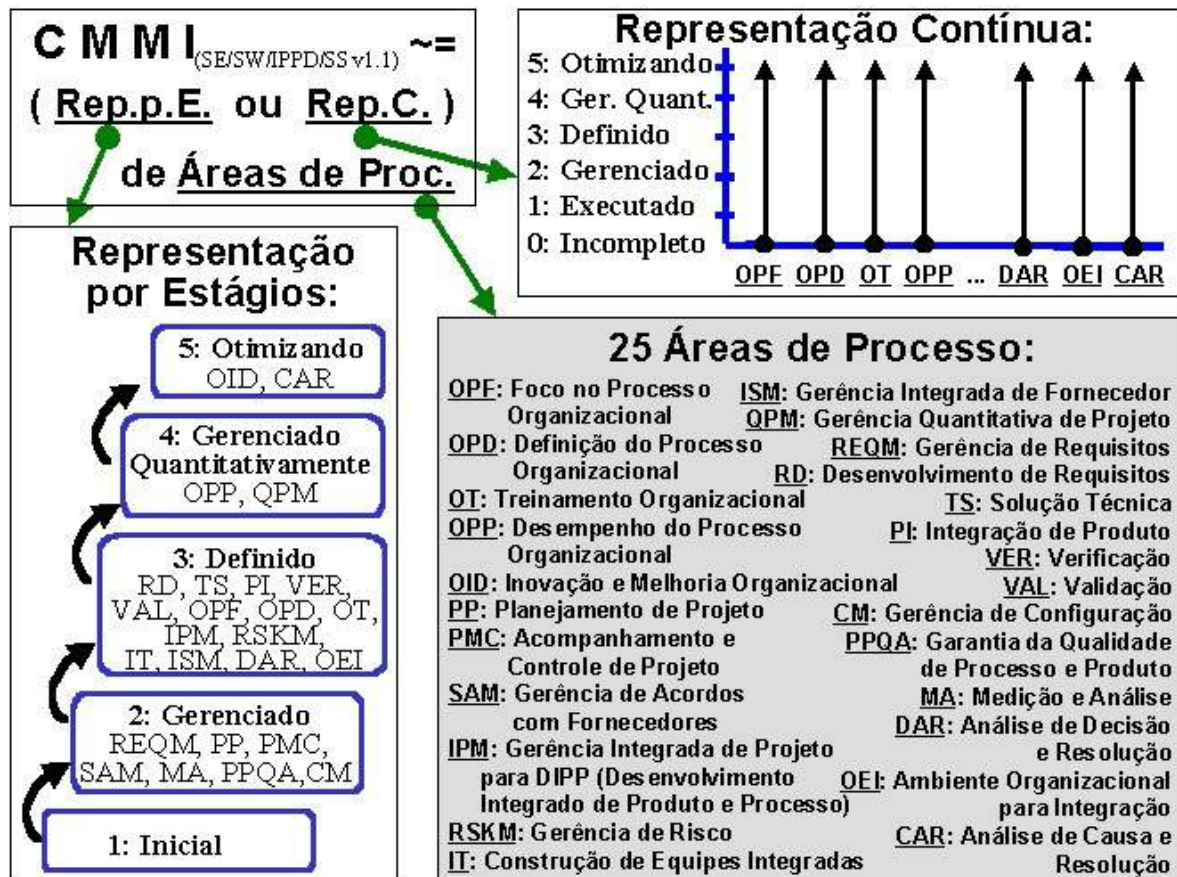 C M M I(SE/SW/IPPD/SS v1.1) ~=
( Rep.p.E. ou Rep.C. )
de Áreas de Proc.
Representação Contínua:
5: Otimizando
4: Ger. Quant.
3: Definido
2: Gerenciado
1: Executado
0: Incompleto
OPF OPD OT OPP ... DAR OEI CAR
Representação
por Estágios:
5: Otimizando
OID, CAR
4: Gerenciado
Quantitativamente
OPP, QPM
3: Definido
RD, TS, PI, VER,
VAL, OPF, OPD, OT,
IPM, RSKM,
IT, ISM, DAR, OEI
2: Gerenciado
REQM, PP, PMC,
SAM, MA, PPQA,CM
1: Inicial
25 Áreas de Processo:
OPF: Foco no Processo
Organizacional
OPD: Definição do Processo
Organizacional
OT: Treinamento Organizacional
OPP: Desempenho do Processo
Organizacional
OID: Inovação e Melhoria Organizacional
PP: Planejamento de Projeto
PMC: Acompanhamento e
Controle de Projeto
SAM: Gerência de Acordos
com Fornecedores
IPM: Gerência Integrada de Projeto
para DIPP (Desenvolvimento
Integrado de Produto e Processo)
RSKM: Gerência de Risco
IT: Construção de Equipes Integradas
ISM: Gerência Integrada de Fornecedor
QPM: Gerência Quantitativa de Projeto
REQM: Gerência de Requisitos
RD: Desenvolvimento de Requisitos
TS: Solução Técnica
PI: Integração de Produto
VER: Verificação
VAL: Validação
CM: Gerência de Configuração
PPQA: Garantia da Qualidade
de Processo e Produto
MA: Medição e Análise
DAR: Análise de Decisão
e Resolução
OEI: Ambiente Organizacional
para Integração
CAR: Análise de Causa e
Resolução